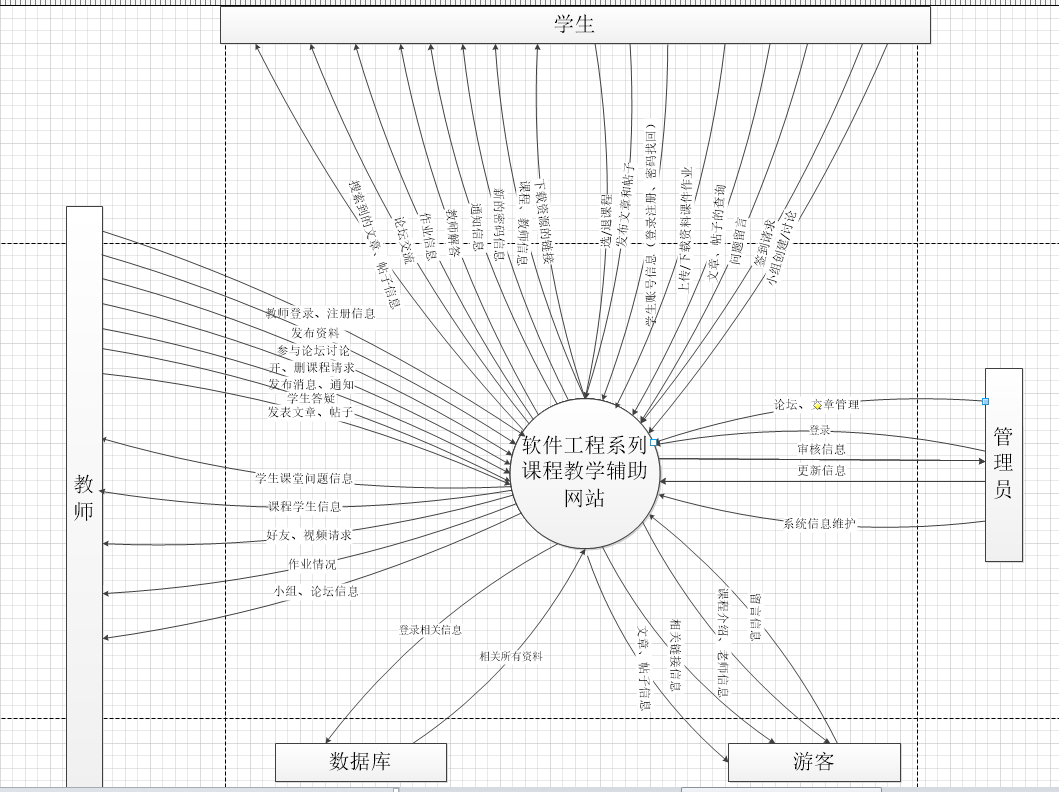 学生
搜索到的文章、帖子信息
论坛交流
作业信息
教师解答
通知信息
新的密码信息
课程、教师信息
下载资源的链接
选/退课程
发布文章和帖子
学生账号信息（登录注册、密码找回）
上传/下载资料课件作业
文章、帖子的查询
问题留言
签到请求
小组创建/讨论
教师登录、注册信息
发布资料
参与论坛讨论
开、删课程请求
发布消息、通知
学生答疑
发表文章、帖子
教师
学生课堂问题信息
课程学生信息
好友、视频请求
作业情况
小组、论坛信息
软件工程系列
课程教学辅助
网站
论坛、文章管理
登录
审核信息
更新信息
系统信息维护
管理员
登录相关信息
相关所有资料
文章、帖子信息
相关链接信息
课程介绍、老师信息
留言信息
数据库
游客